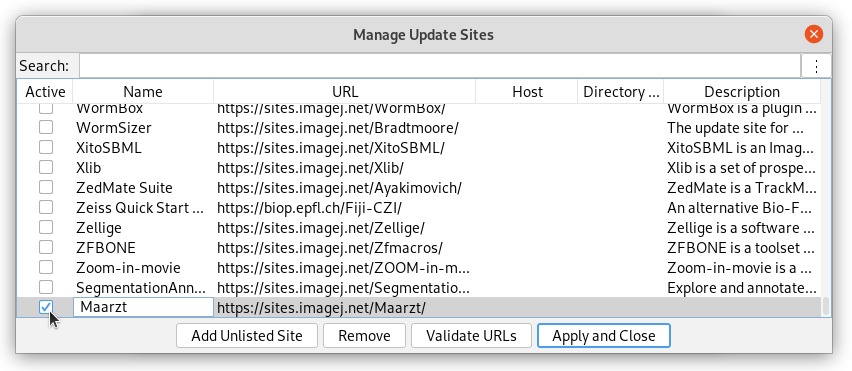 Manage Update Sites
Search:
Active Name URL Host Directory ... Description
WormBox https://sites.imagej.net/WormBox/ WormBox is a plugin ...
WormSizer https://sites.imagej.net/Bradtmoore/ The update site for ...
XitoSBML https://sites.imagej.net/XitoSBML/ XitoSBML is an Imag...
Xlib https://sites.imagej.net/Xlib/ Xlib is a set of prospe...
ZedMate Suite https://sites.imagej.net/Ayakimovich/ ZedMate is a TrackM...
Zeiss Quick Start ... https://biop.epfl.ch/Fiji-CZI/ An alternative Bio-F...
Zellige https://sites.imagej.net/Zellige/ Zellige is a software ...
ZFBONE https://sites.imagej.net/Zfmacros/ ZFBONE is a toolset ...
Zoom-in-movie https://sites.imagej.net/ZOOM-in-m... Zoom-in-movie is a ...
SegmentationAnn... https://sites.imagej.net/Segmentatio... Explore and annotate...
Maarzt https://sites.imagej.net/Maarzt/
Add Unlisted Site Remove Validate URLs Apply and Close